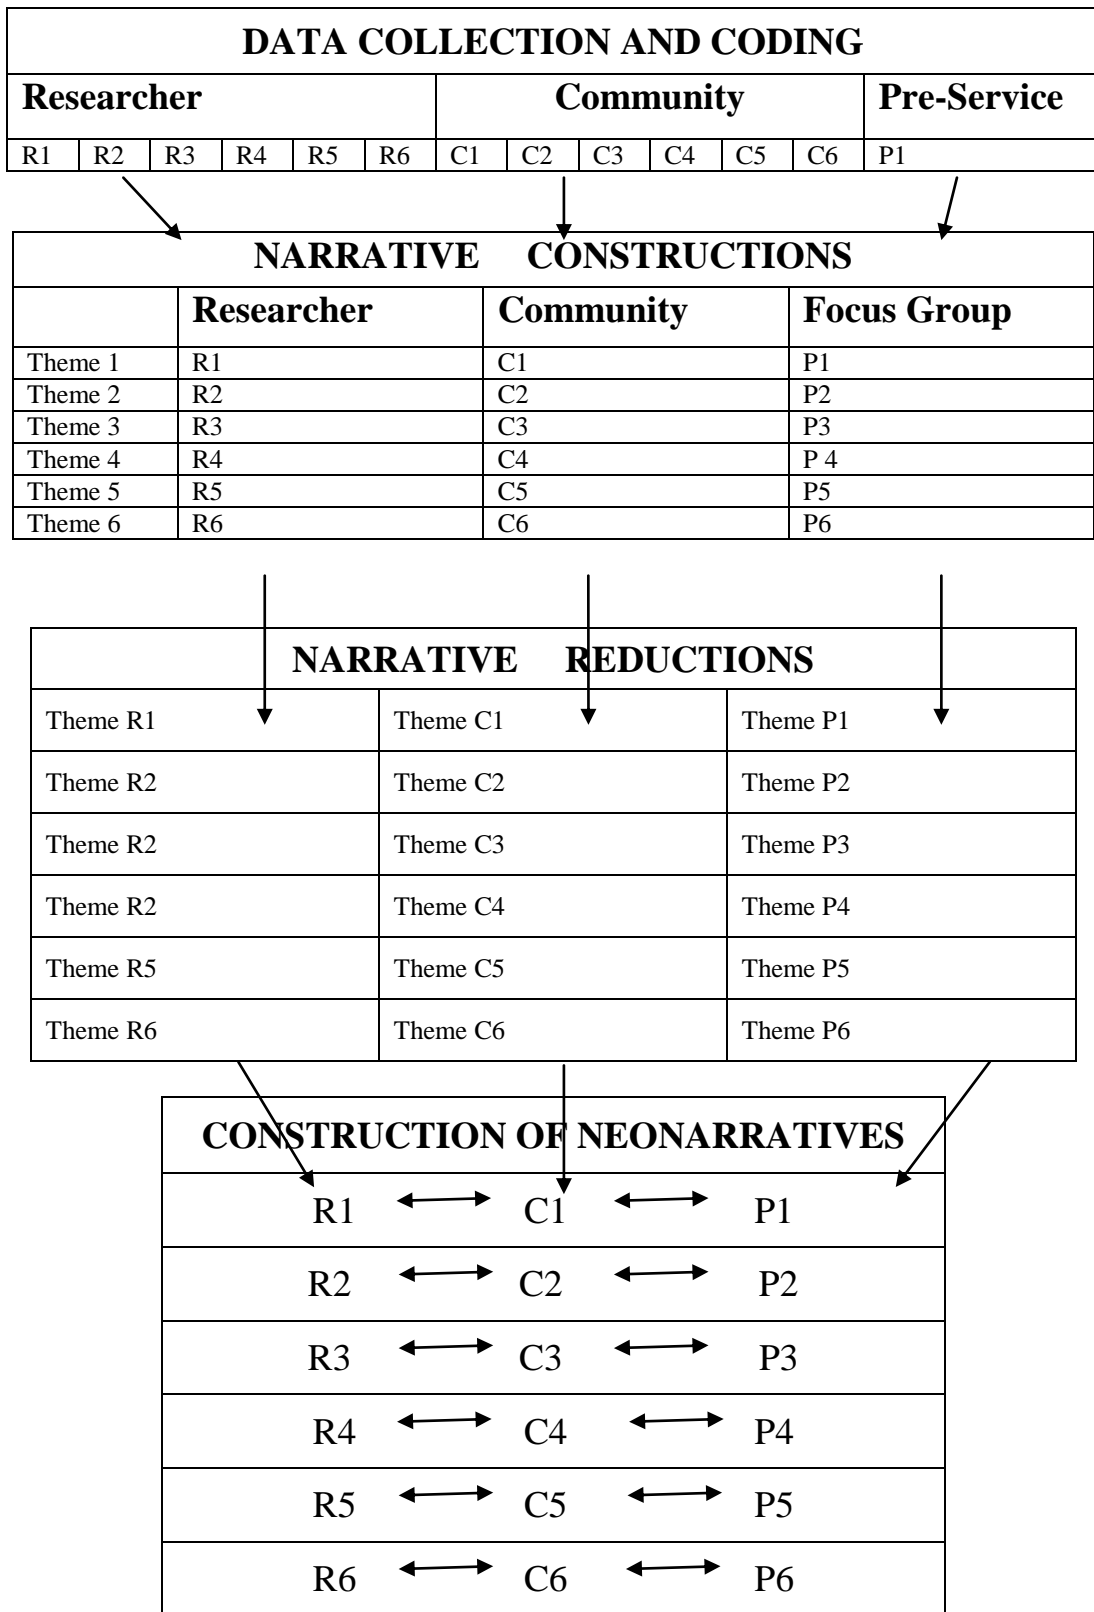 DATA COLLECTION AND CODING
Researcher Community Pre-Service
R1 R2 R3 R4 R5 R6 C1 C2 C3 C4 C5 C6 P1
NARRATIVE CONSTRUCTIONS
Researcher Community Focus Group
Theme 1 R1 C1 P1
Theme 2 R2 C2 P2
Theme 3 R3 C3 P3
Theme 4 R4 C4 P 4
Theme 5 R5 C5 P5
Theme 6 R6 C6 P6
NARRATIVE REDUCTIONS
Theme R1 Theme C1 Theme P1
Theme R2 Theme C2 Theme P2
Theme R2 Theme C3 Theme P3
Theme R2 Theme C4 Theme P4
Theme R5 Theme C5 Theme P5
Theme R6 Theme C6 Theme P6
CONSTRUCTION OF NEONARRATIVES
R1 C1 P1
R2 C2 P2
R3 C3 P3
R4 C4 P4
R5 C5 P5
R6 C6 P6